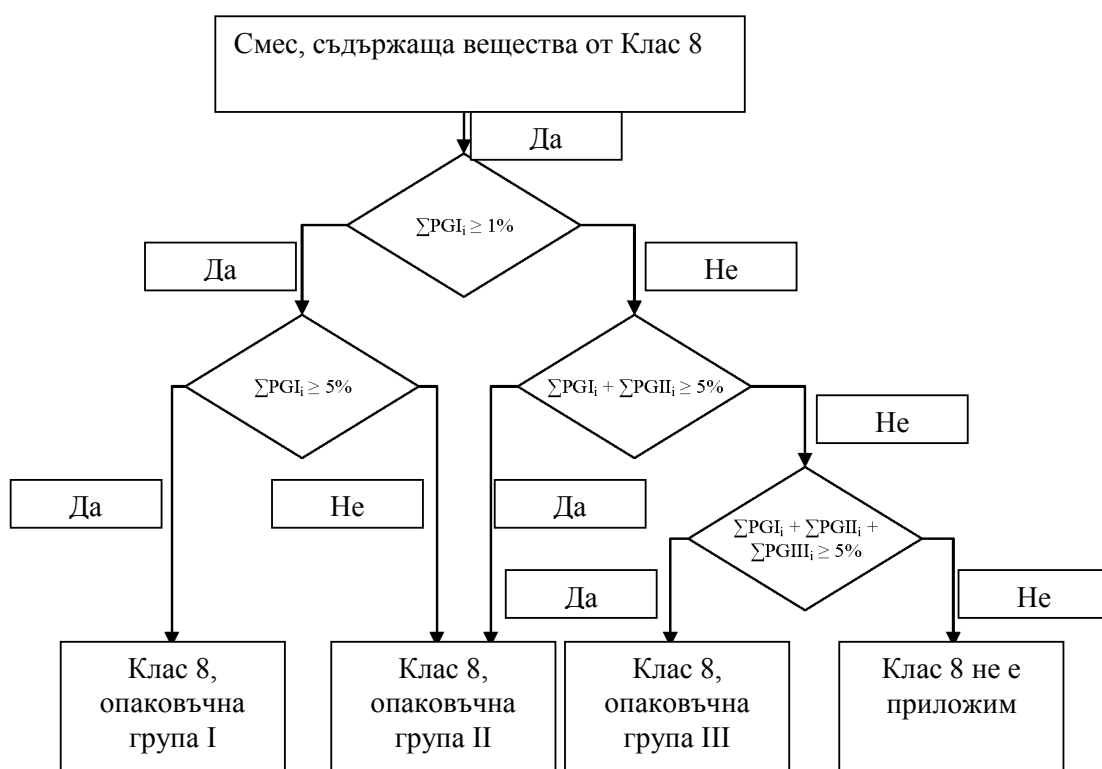 Смес, съдържаща вещества от Клас 8
Да
∑PGIᵢ ≥ 1%
Да
Не
∑PGIᵢ ≥ 5%
∑PGIᵢ + ∑PGIIᵢ ≥ 5%
Не
Да
Не
Да
∑PGIᵢ + ∑PGIIᵢ +
∑PGIIIᵢ ≥ 5%
Да
Не
Клас 8,
опаковъчна
група I
Клас 8,
опаковъчна
група II
Клас 8,
опаковъчна
група III
Клас 8 не е
приложим